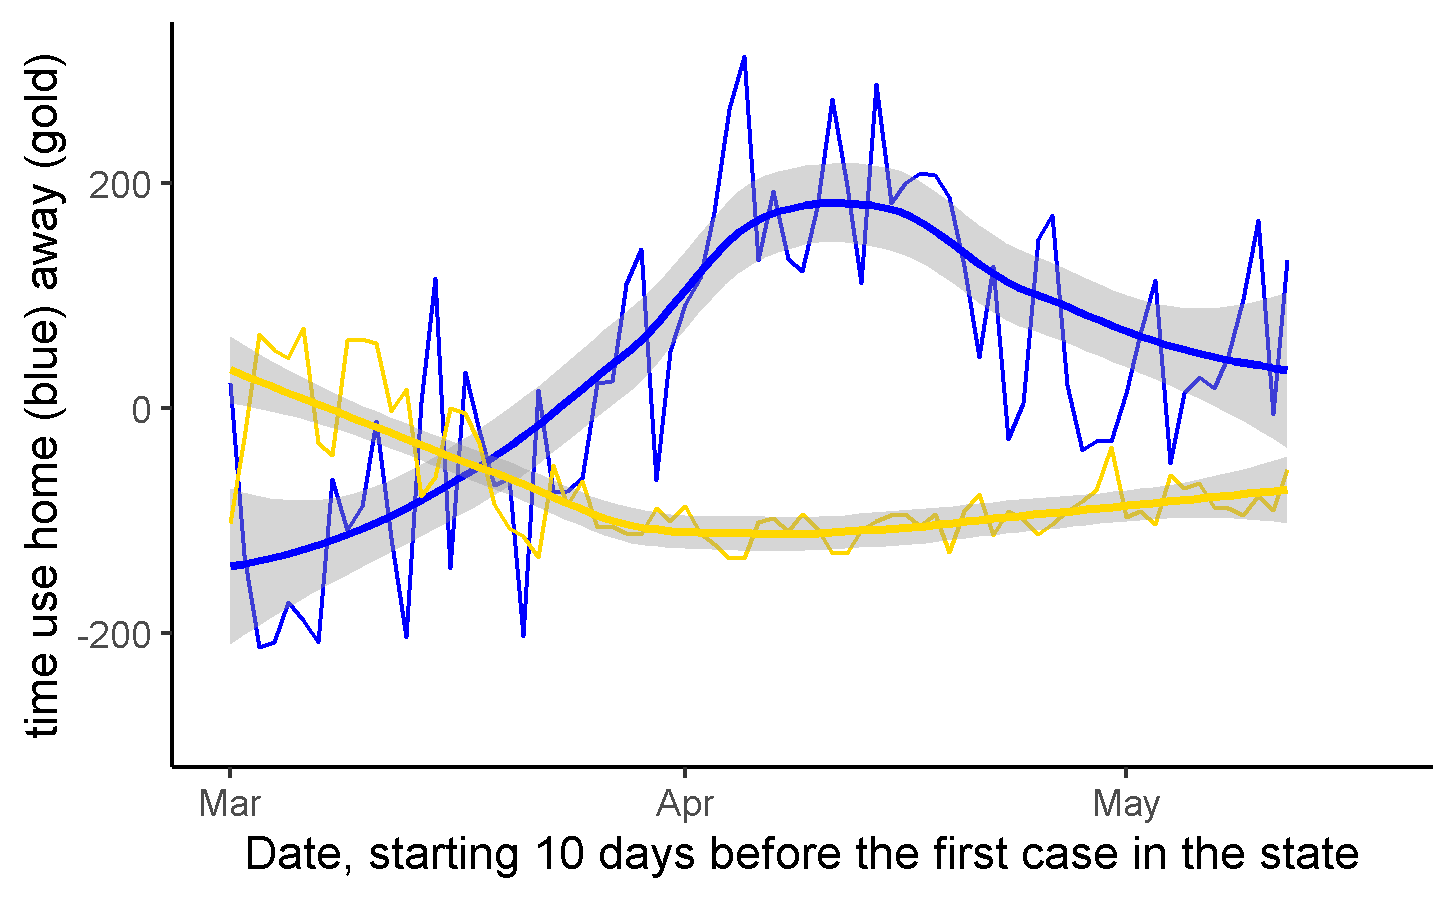 time use home (blue) away (gold)
200
0
-200
Mar
Apr
May
Date, starting 10 days before the first case in the state